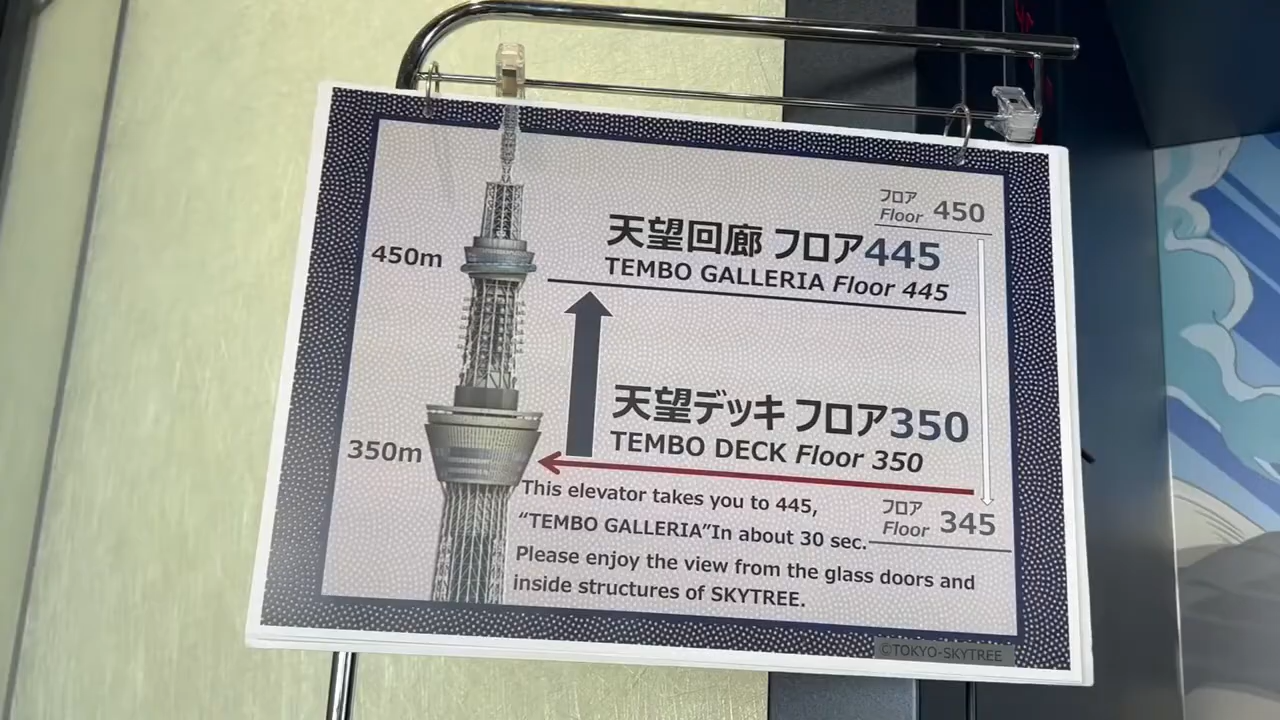 フロア
Floor 450
天望回廊 フロア445
450m
TEMBO GALLERIA Floor 445
天望デッキ フロア350
350m
TEMBO DECK Floor 350
This elevator takes you to 445,
フロア
Floor 345
“TEMBO GALLERIA”In about 30 sec.
Please enjoy the view from the glass doors and
inside structures of SKYTREE.
©TOKYO-SKYTREE